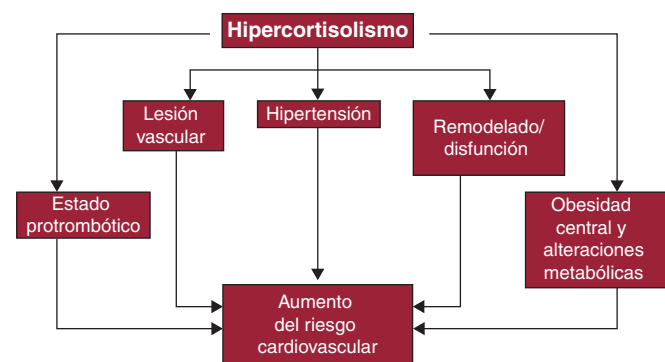 Hipercortisolismo
Lesión
vascular
Hipertensión
Remodelado/
disfunción
Estado
protrombótico
Obesidad
central y
alteraciones
metabólicas
Aumento
del riesgo
cardiovascular